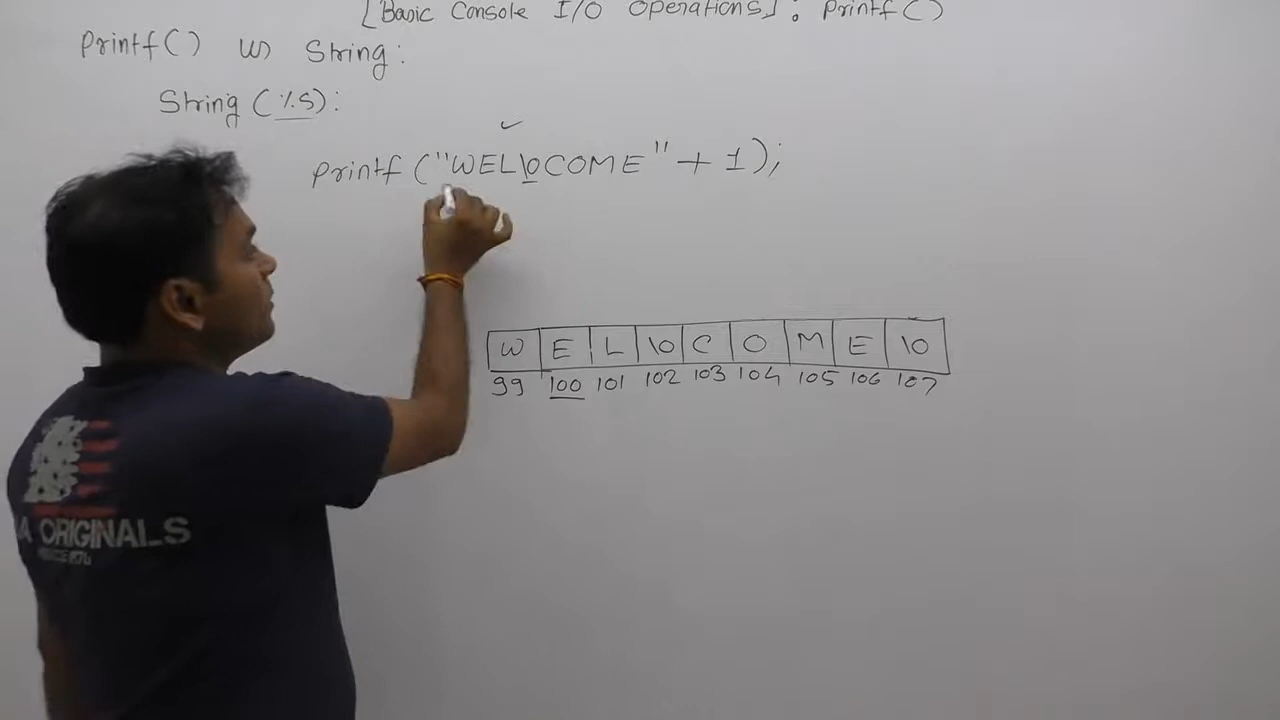 [Basic Console I/O Operations]: Printf()
Printf() w) String:
String (%s):
printf ("WEL\0COME" + 1);
W E L \0 C O M E \0
99 100 101 102 103 104 105 106 107
ORIGINALS